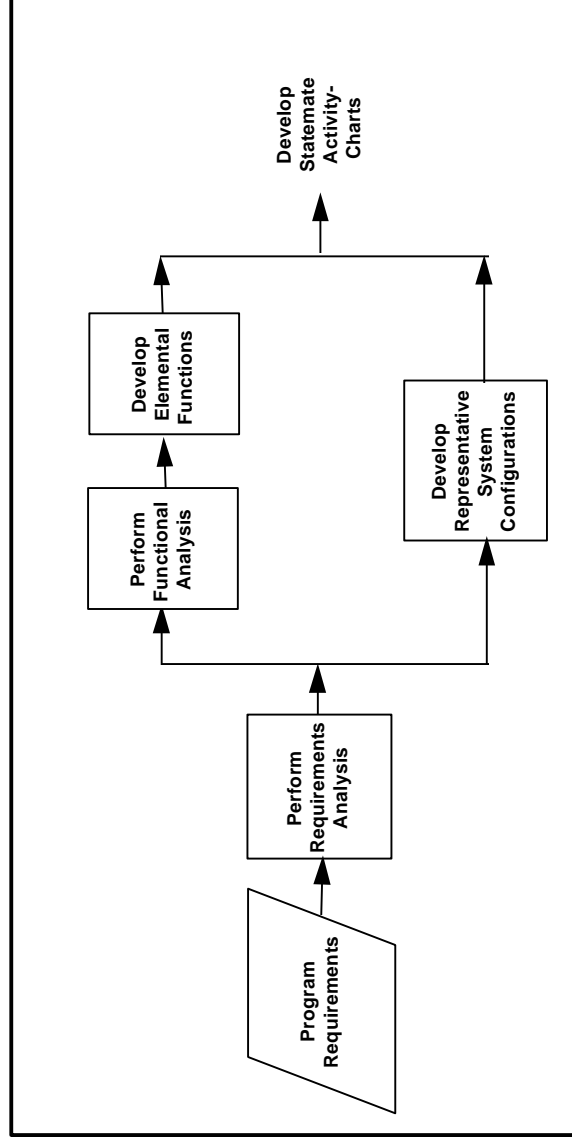 Program
Requirements
Perform
Requirements
Analysis
Perform
Functional
Analysis
Develop
Elemental
Functions
Develop
Representative
System
Configurations
Develop
Statemate
Activity-
Charts